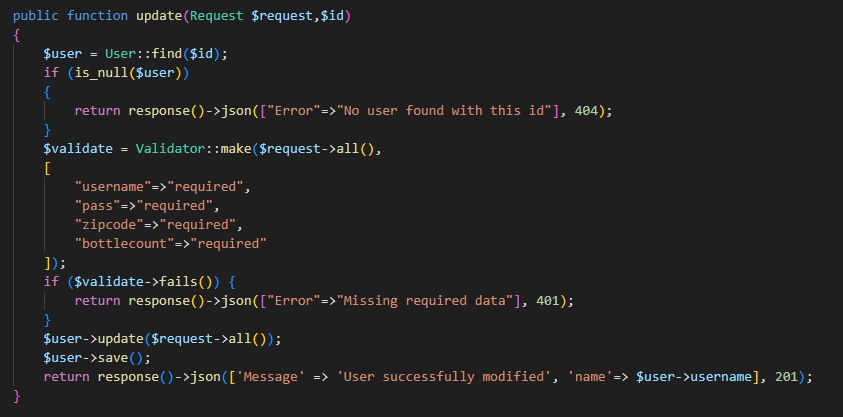 public function update(Request $request,$id)
{
    $user = User::find($id);
    if (is_null($user))
    {
        return response()->json(["Error"=>"No user found with this id"], 404);
    }
    $validate = Validator::make($request->all(),
    [
        "username"=>"required",
        "pass"=>"required",
        "zipcode"=>"required",
        "bottlecount"=>"required"
    ]);
    if ($validate->fails()) {
        return response()->json(["Error"=>"Missing required data"], 401);
    }
    $user->update($request->all());
    $user->save();
    return response()->json(['Message' => 'User successfully modified', 'name'=> $user->username], 201);
}